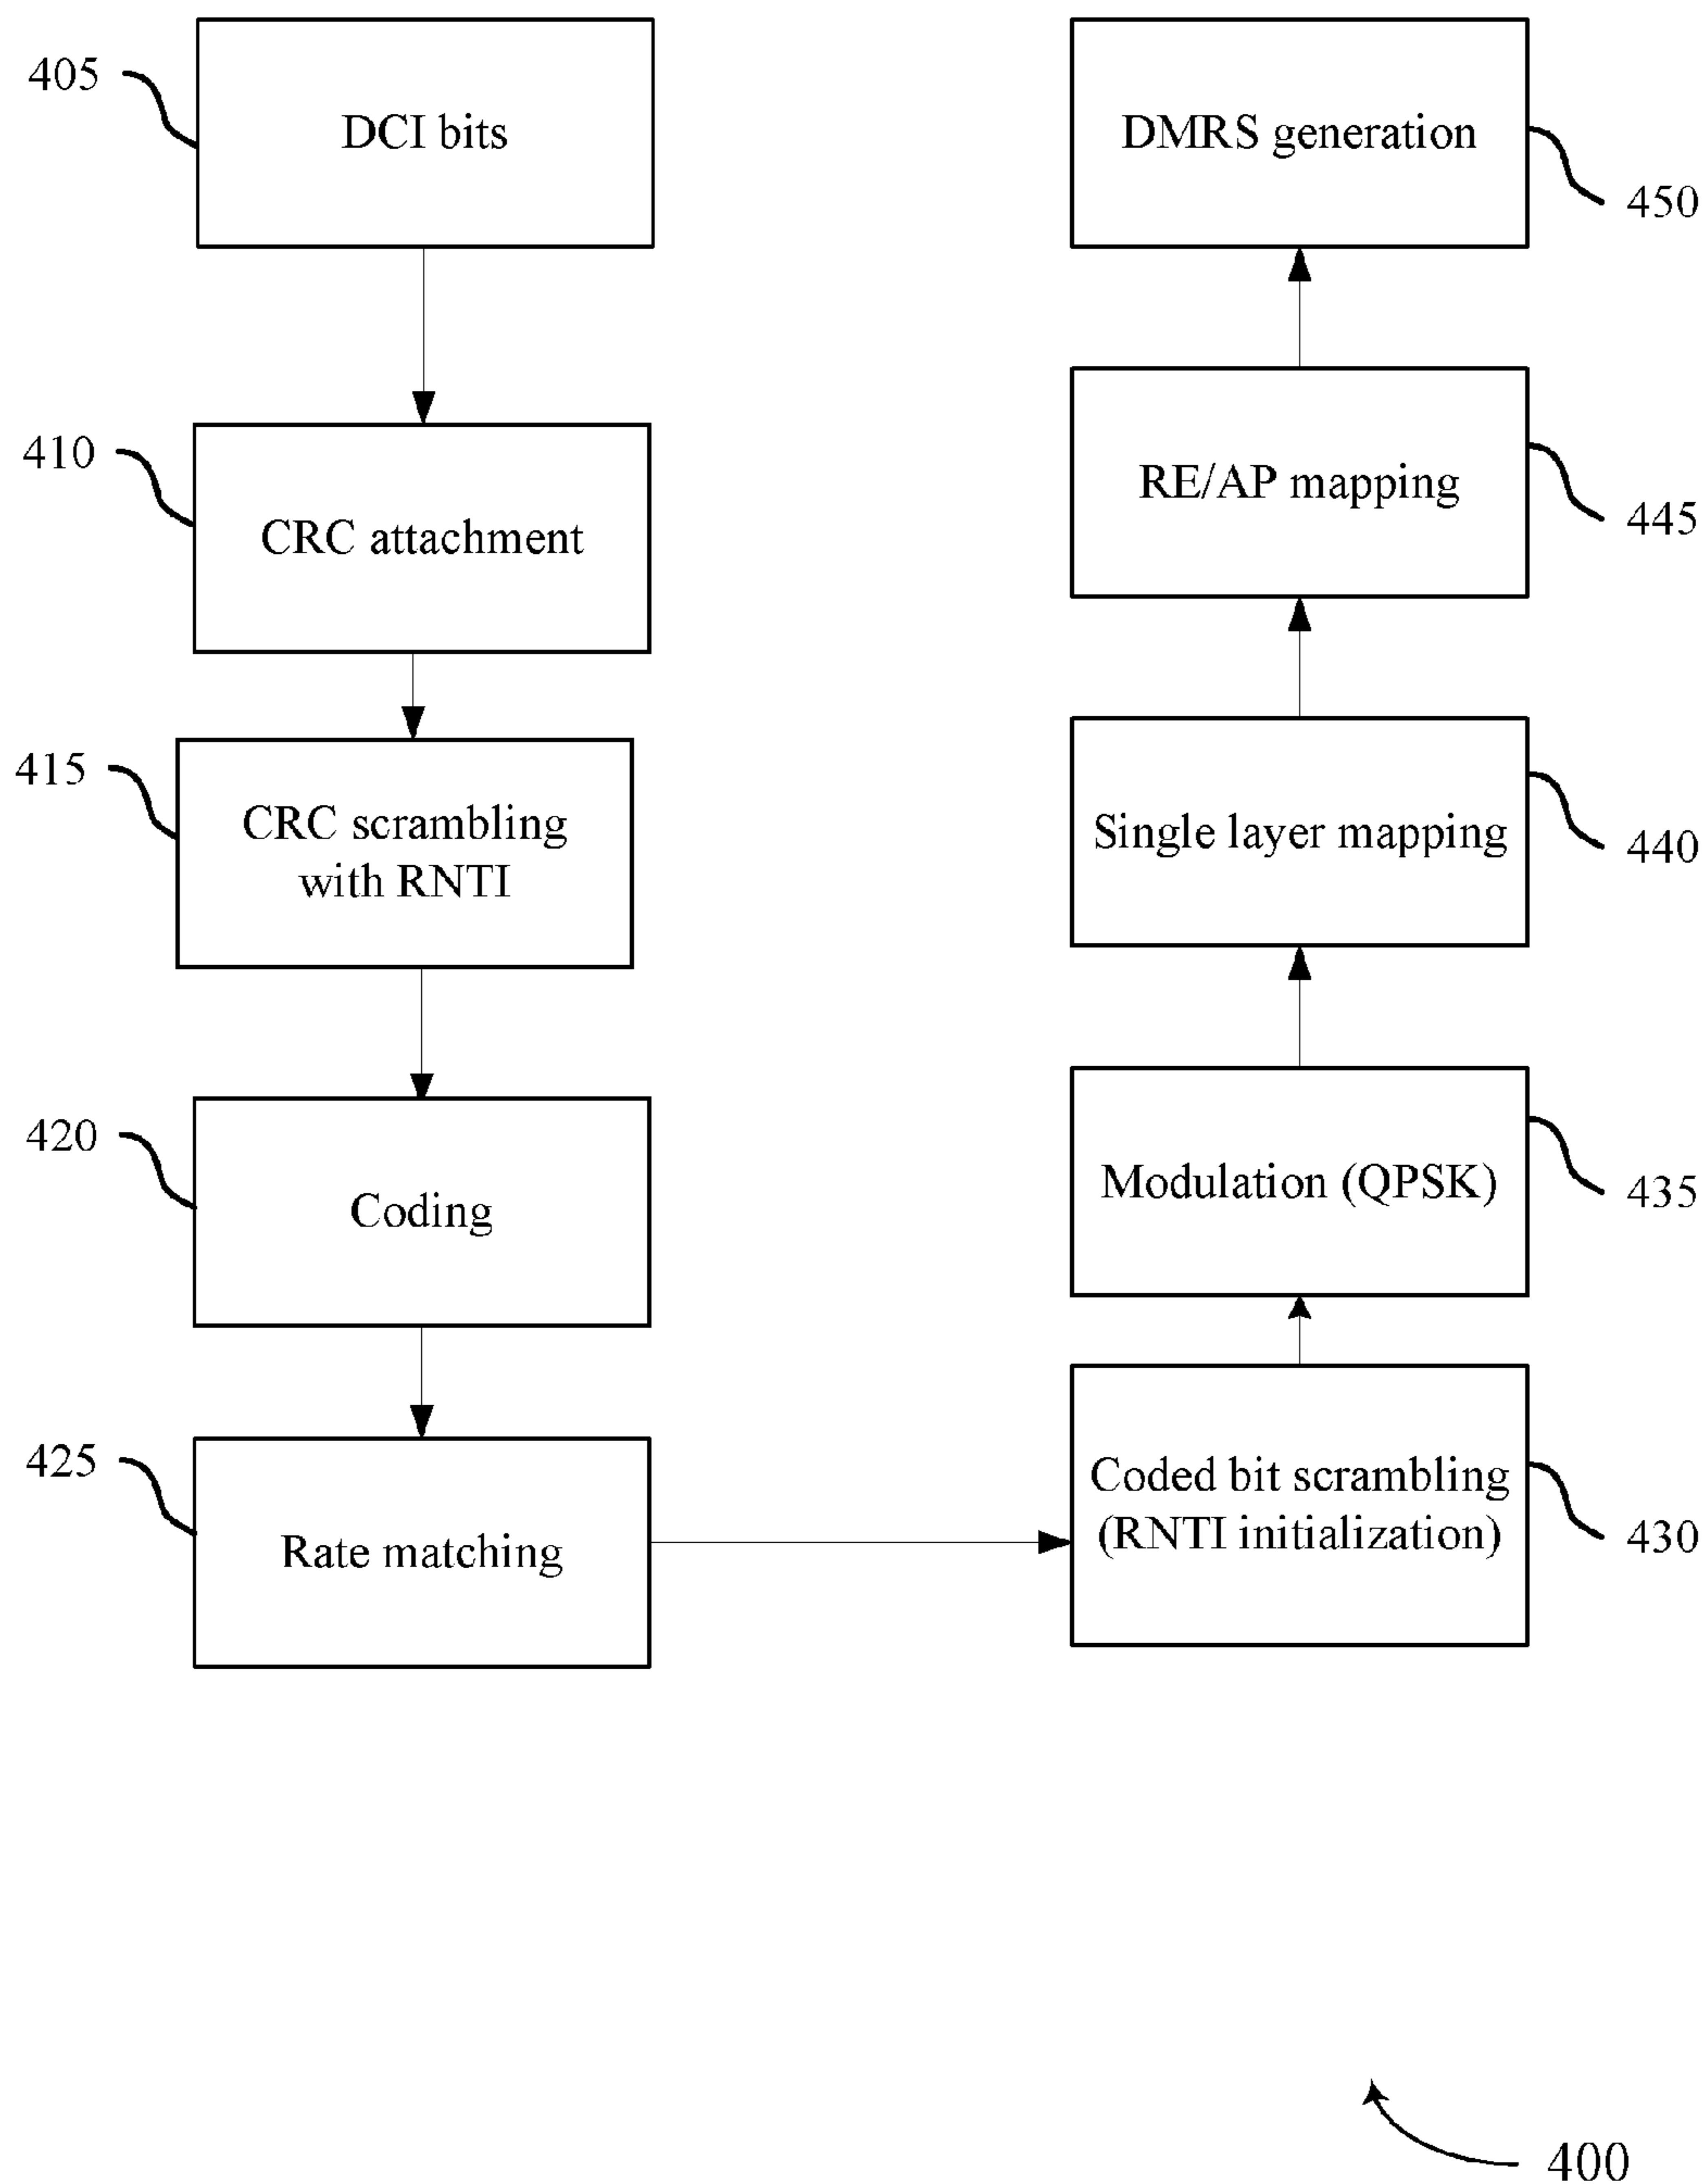 405
DCI bits
410
CRC attachment
415
CRC scrambling
with RNTI
420
Coding
425
Rate matching
DMRS generation
450
RE/AP mapping
445
Single layer mapping
440
Modulation (QPSK)
435
Coded bit scrambling
(RNTI initialization)
430
400